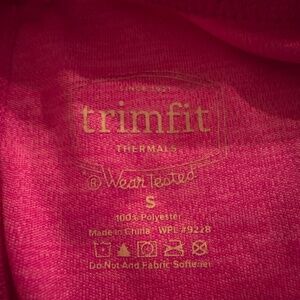 SINCE 1921
trimfit
THERMALS
® Wear Tested
S
100% Polyester
Made in China WPL #9228
Do Not Add Fabric Softener